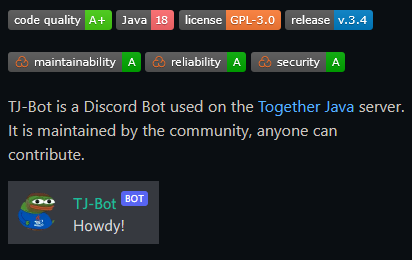 code quality A+ Java 18 license GPL-3.0 release v.3.4
maintainability A reliability A security A
TJ-Bot is a Discord Bot used on the Together Java server.
It is maintained by the community, anyone can
contribute.
TJ-Bot BOT
Howdy!